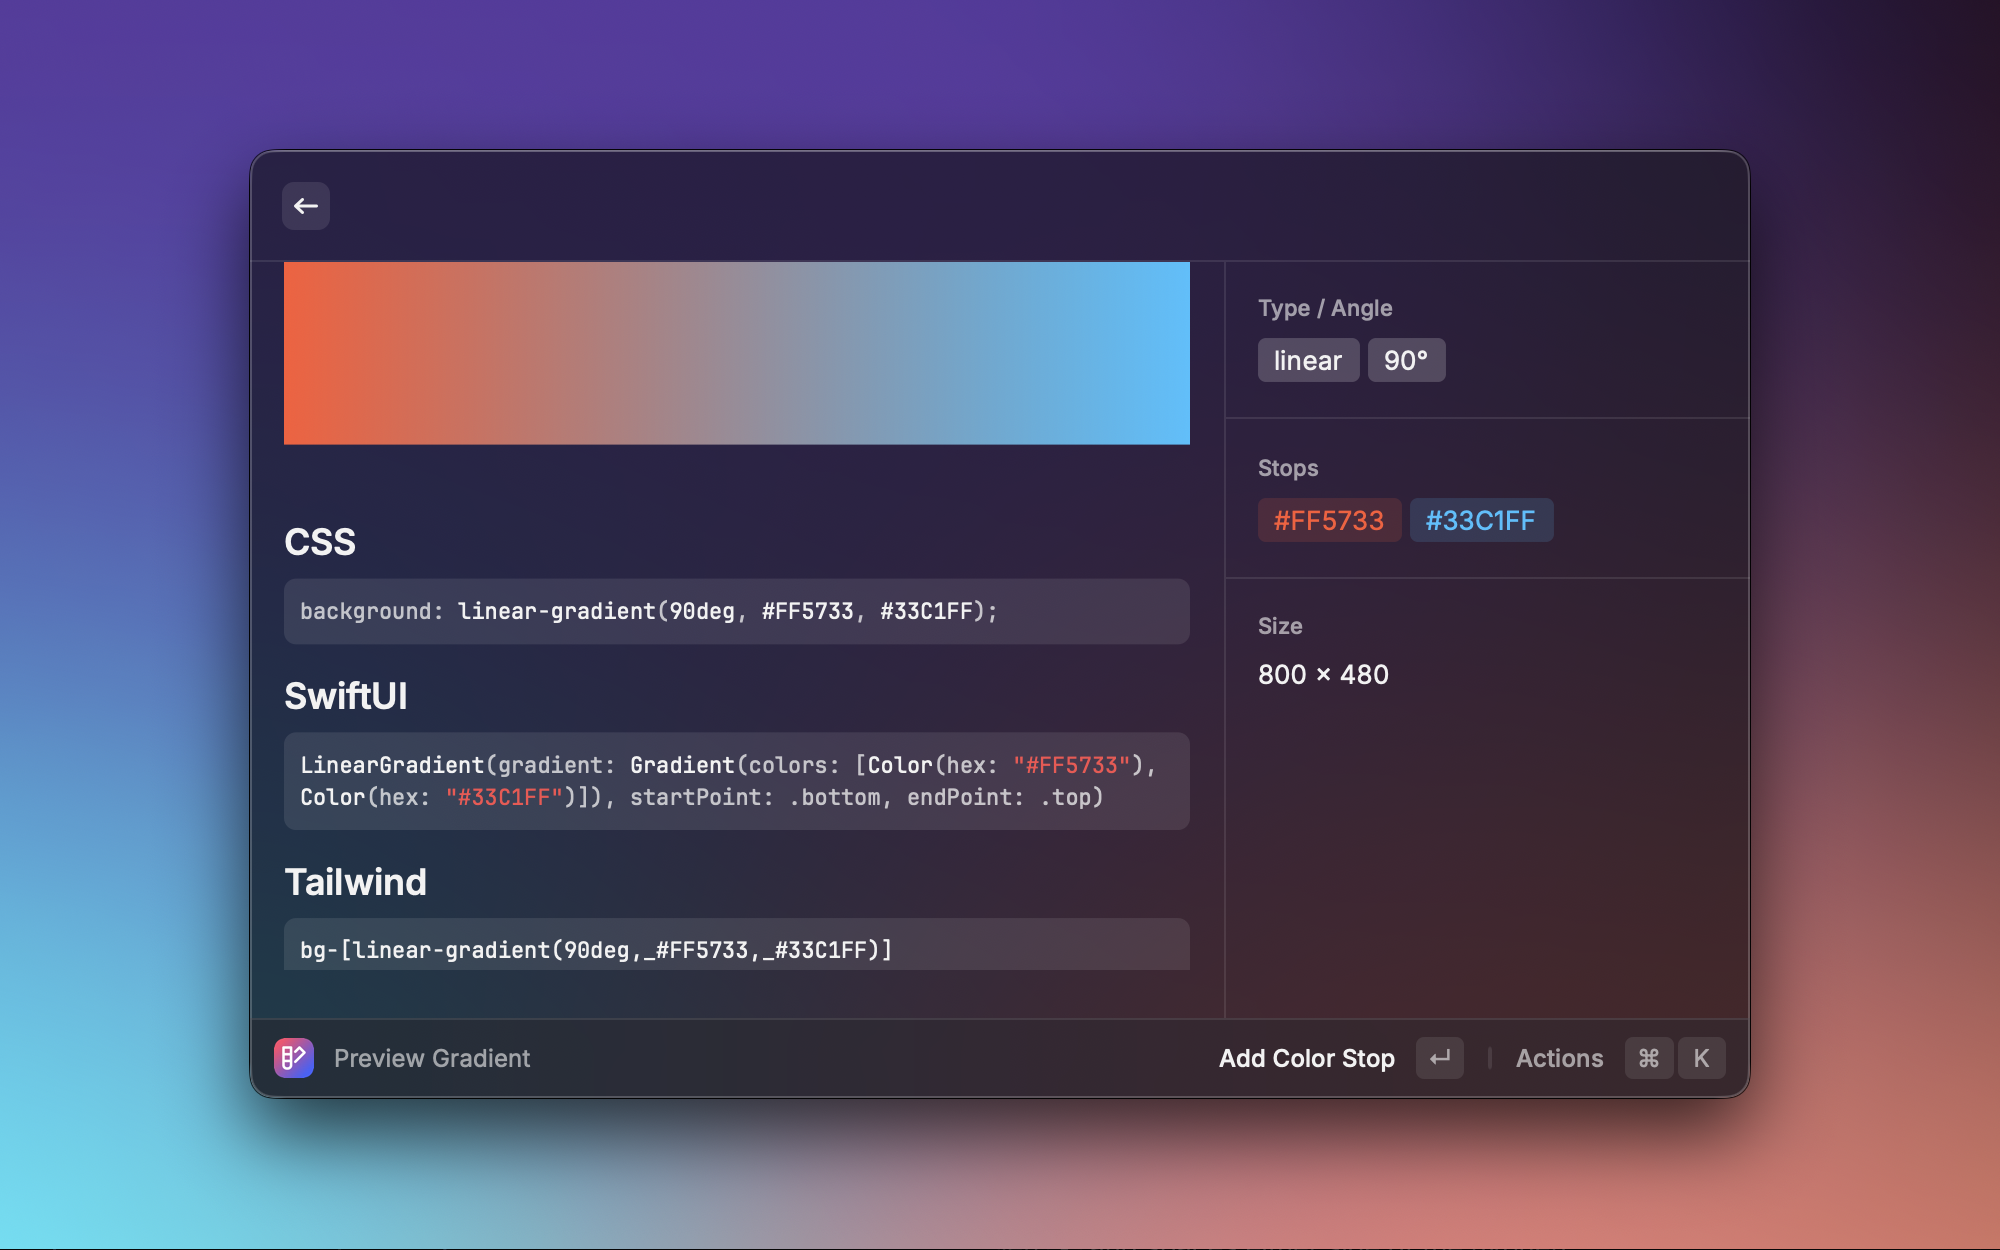 CSS
background: linear-gradient(90deg, #FF5733, #33C1FF);
SwiftUI
LinearGradient(gradient: Gradient(colors: [Color(hex: "#FF5733"),
Color(hex: "#33C1FF")]), startPoint: .bottom, endPoint: .top)
Tailwind
bg-[linear-gradient(90deg,_#FF5733,_#33C1FF)]
Type / Angle
linear 90°
Stops
#FF5733 #33C1FF
Size
800 × 480
Preview Gradient
Add Color Stop ↵ | Actions ⌘ K